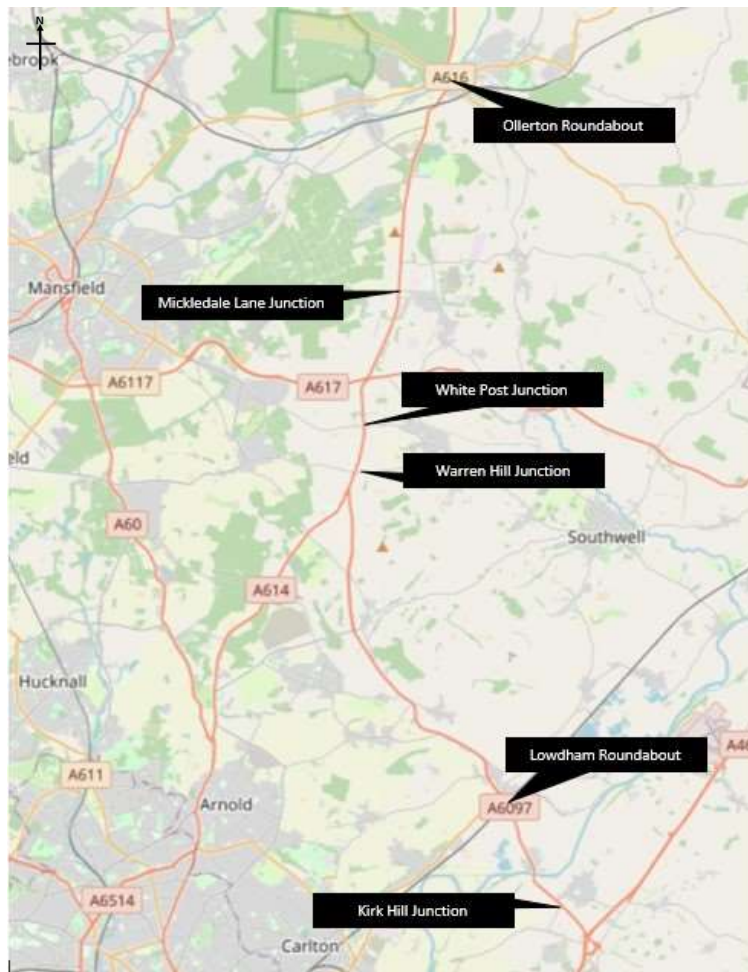 N
ebrook
A616
Ollerton Roundabout
Mansfield
Mickledale Lane Junction
A6117
A617
White Post Junction
Warren Hill Junction
eld
A60
Southwell
A614
Hucknall
Lowdham Roundabout
A46
A611
Arnold
A6097
A6514
Kirk Hill Junction
Carlton